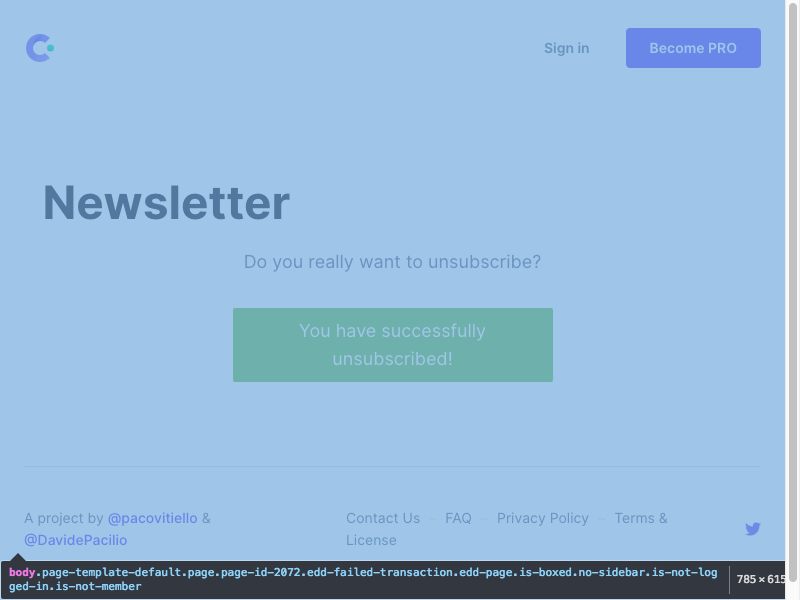 Sign in
Become PRO
Newsletter
Do you really want to unsubscribe?
You have successfully
unsubscribed!
A project by @pacovitiello &
@DavidePacilio
Contact Us – FAQ – Privacy Policy – Terms &
License
body.page-template-default.page.page-id-2072.edd-failed-transaction.edd-page.is-boxed.no-sidebar.is-not-log
ged-in.is-not-member
785 × 615